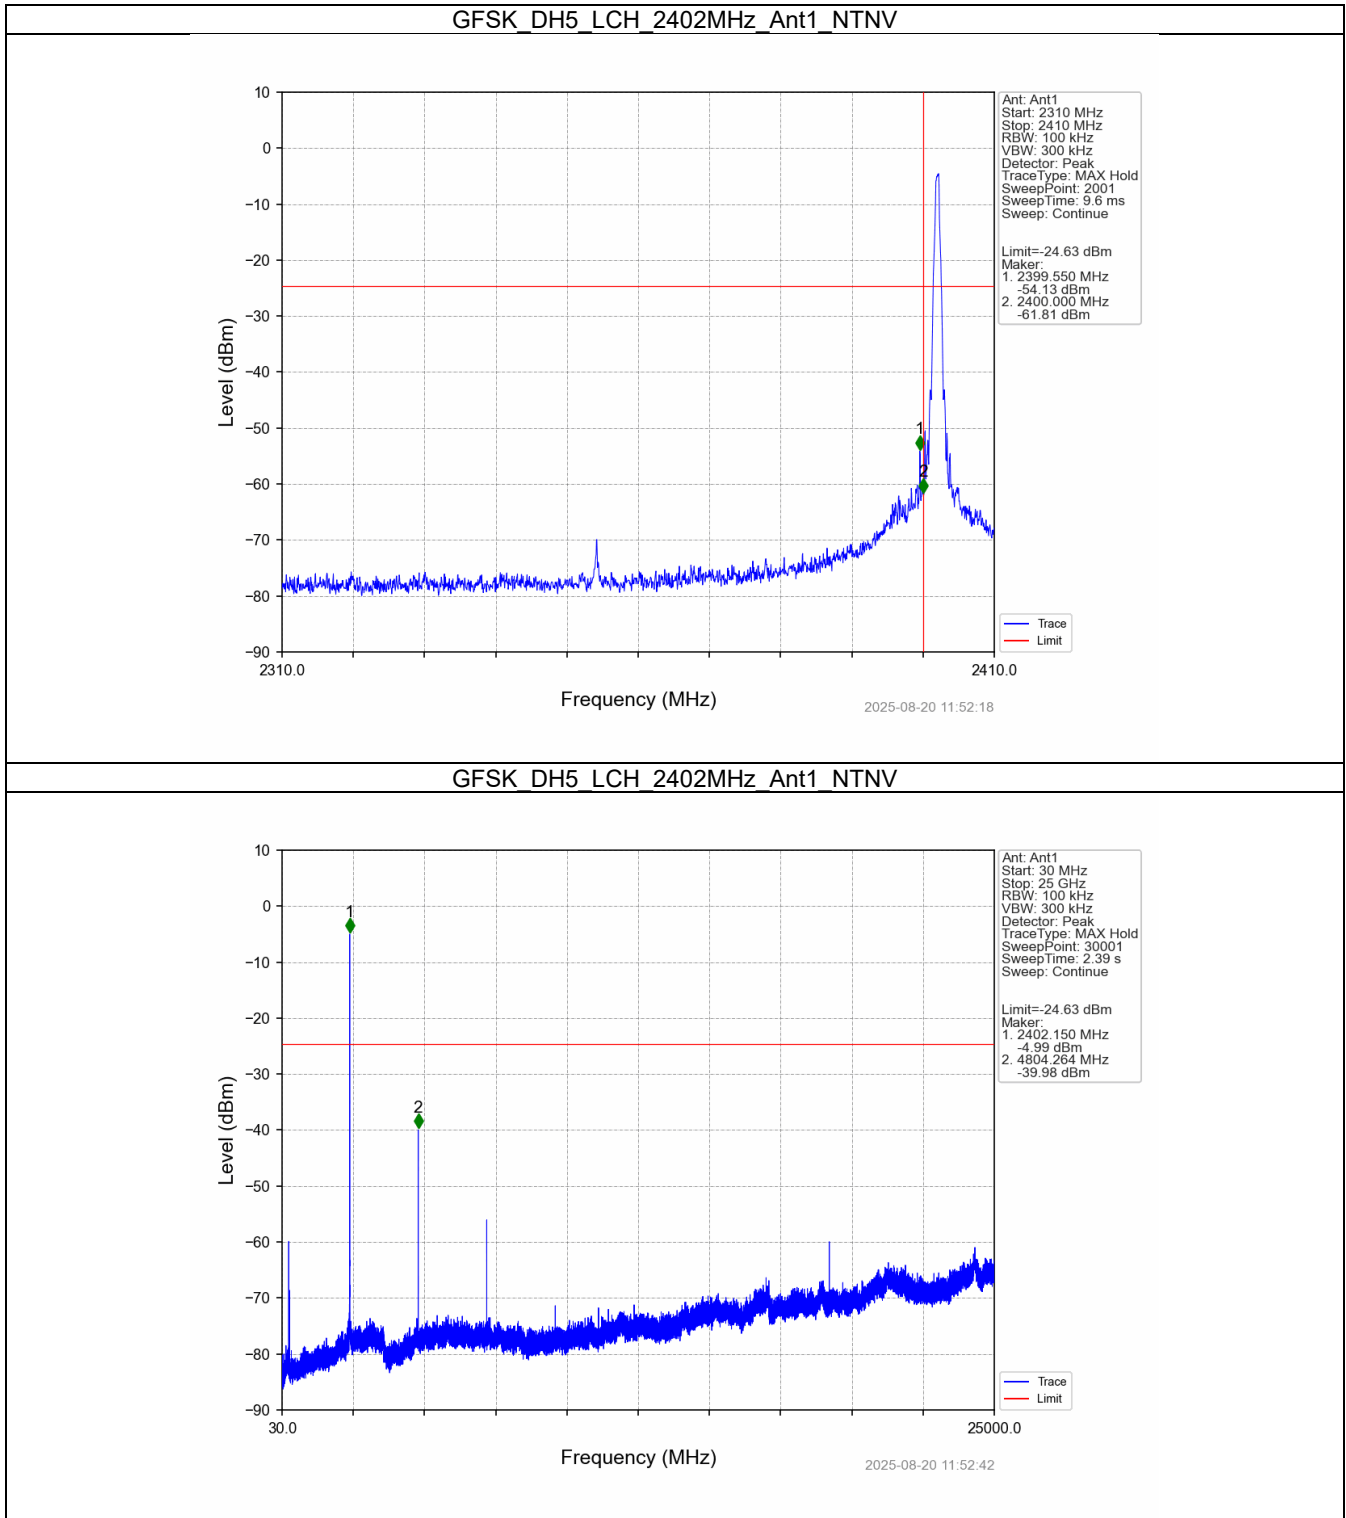 GFSK_DH5_LCH_2402MHz_Ant1_NTNV
10
0
−10
−20
−30
−40
−50
−60
−70
−80
−90
Level (dBm)
1
2
2310.0
2410.0
Frequency (MHz)
2025-08-20 11:52:18
Ant: Ant1
Start: 2310 MHz
Stop: 2410 MHz
RBW: 100 kHz
VBW: 300 kHz
Detector: Peak
TraceType: MAX Hold
SweepPoint: 2001
SweepTime: 9.6 ms
Sweep: Continue
Limit=-24.63 dBm
Maker:
1. 2399.550 MHz
-54.13 dBm
2. 2400.000 MHz
-61.81 dBm
Trace
Limit
GFSK_DH5_LCH_2402MHz_Ant1_NTNV
10
0
−10
−20
−30
−40
−50
−60
−70
−80
−90
Level (dBm)
1
2
30.0
25000.0
Frequency (MHz)
2025-08-20 11:52:42
Ant: Ant1
Start: 30 MHz
Stop: 25 GHz
RBW: 100 kHz
VBW: 300 kHz
Detector: Peak
TraceType: MAX Hold
SweepPoint: 30001
SweepTime: 2.39 s
Sweep: Continue
Limit=-24.63 dBm
Maker:
1. 2402.150 MHz
-4.99 dBm
2. 4804.264 MHz
-39.98 dBm
Trace
Limit